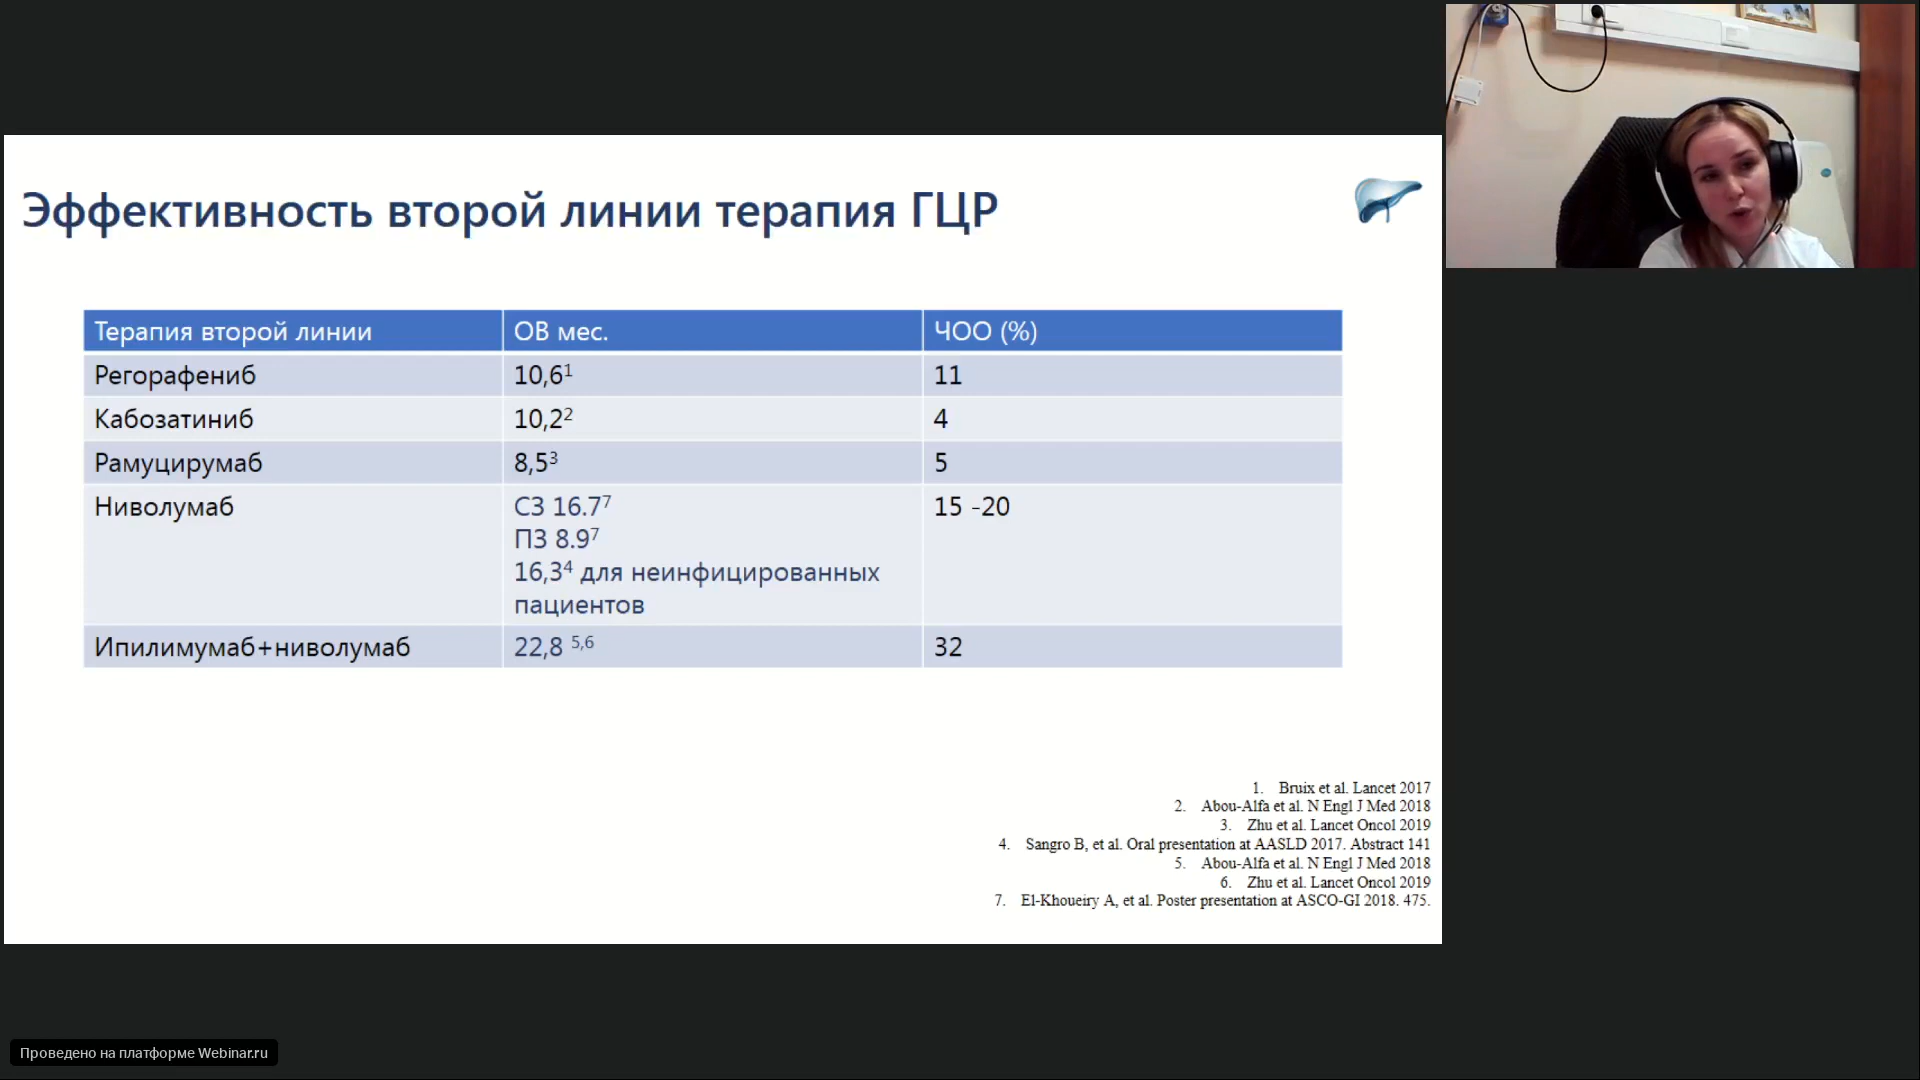 Эффективность второй линии терапия ГЦР
Терапия второй линии ОВ мес. ЧОО (%)
Регорафениб 10,6¹ 11
Кабозатиниб 10,2² 4
Рамуцирумаб 8,5³ 5
Ниволумаб СЗ 16.7⁷ 15 -20
ПЗ 8.9⁷
16,3⁴ для неинфицированных
пациентов
Ипилимумаб+ниволумаб 22,8 ⁵,⁶ 32
1. Bruix et al. Lancet 2017
2. Abou-Alfa et al. N Engl J Med 2018
3. Zhu et al. Lancet Oncol 2019
4. Sangro B, et al. Oral presentation at AASLD 2017. Abstract 141
5. Abou-Alfa et al. N Engl J Med 2018
6. Zhu et al. Lancet Oncol 2019
7. El-Khoueiry A, et al. Poster presentation at ASCO-GI 2018. 475.
Проведено на платформе Webinar.ru